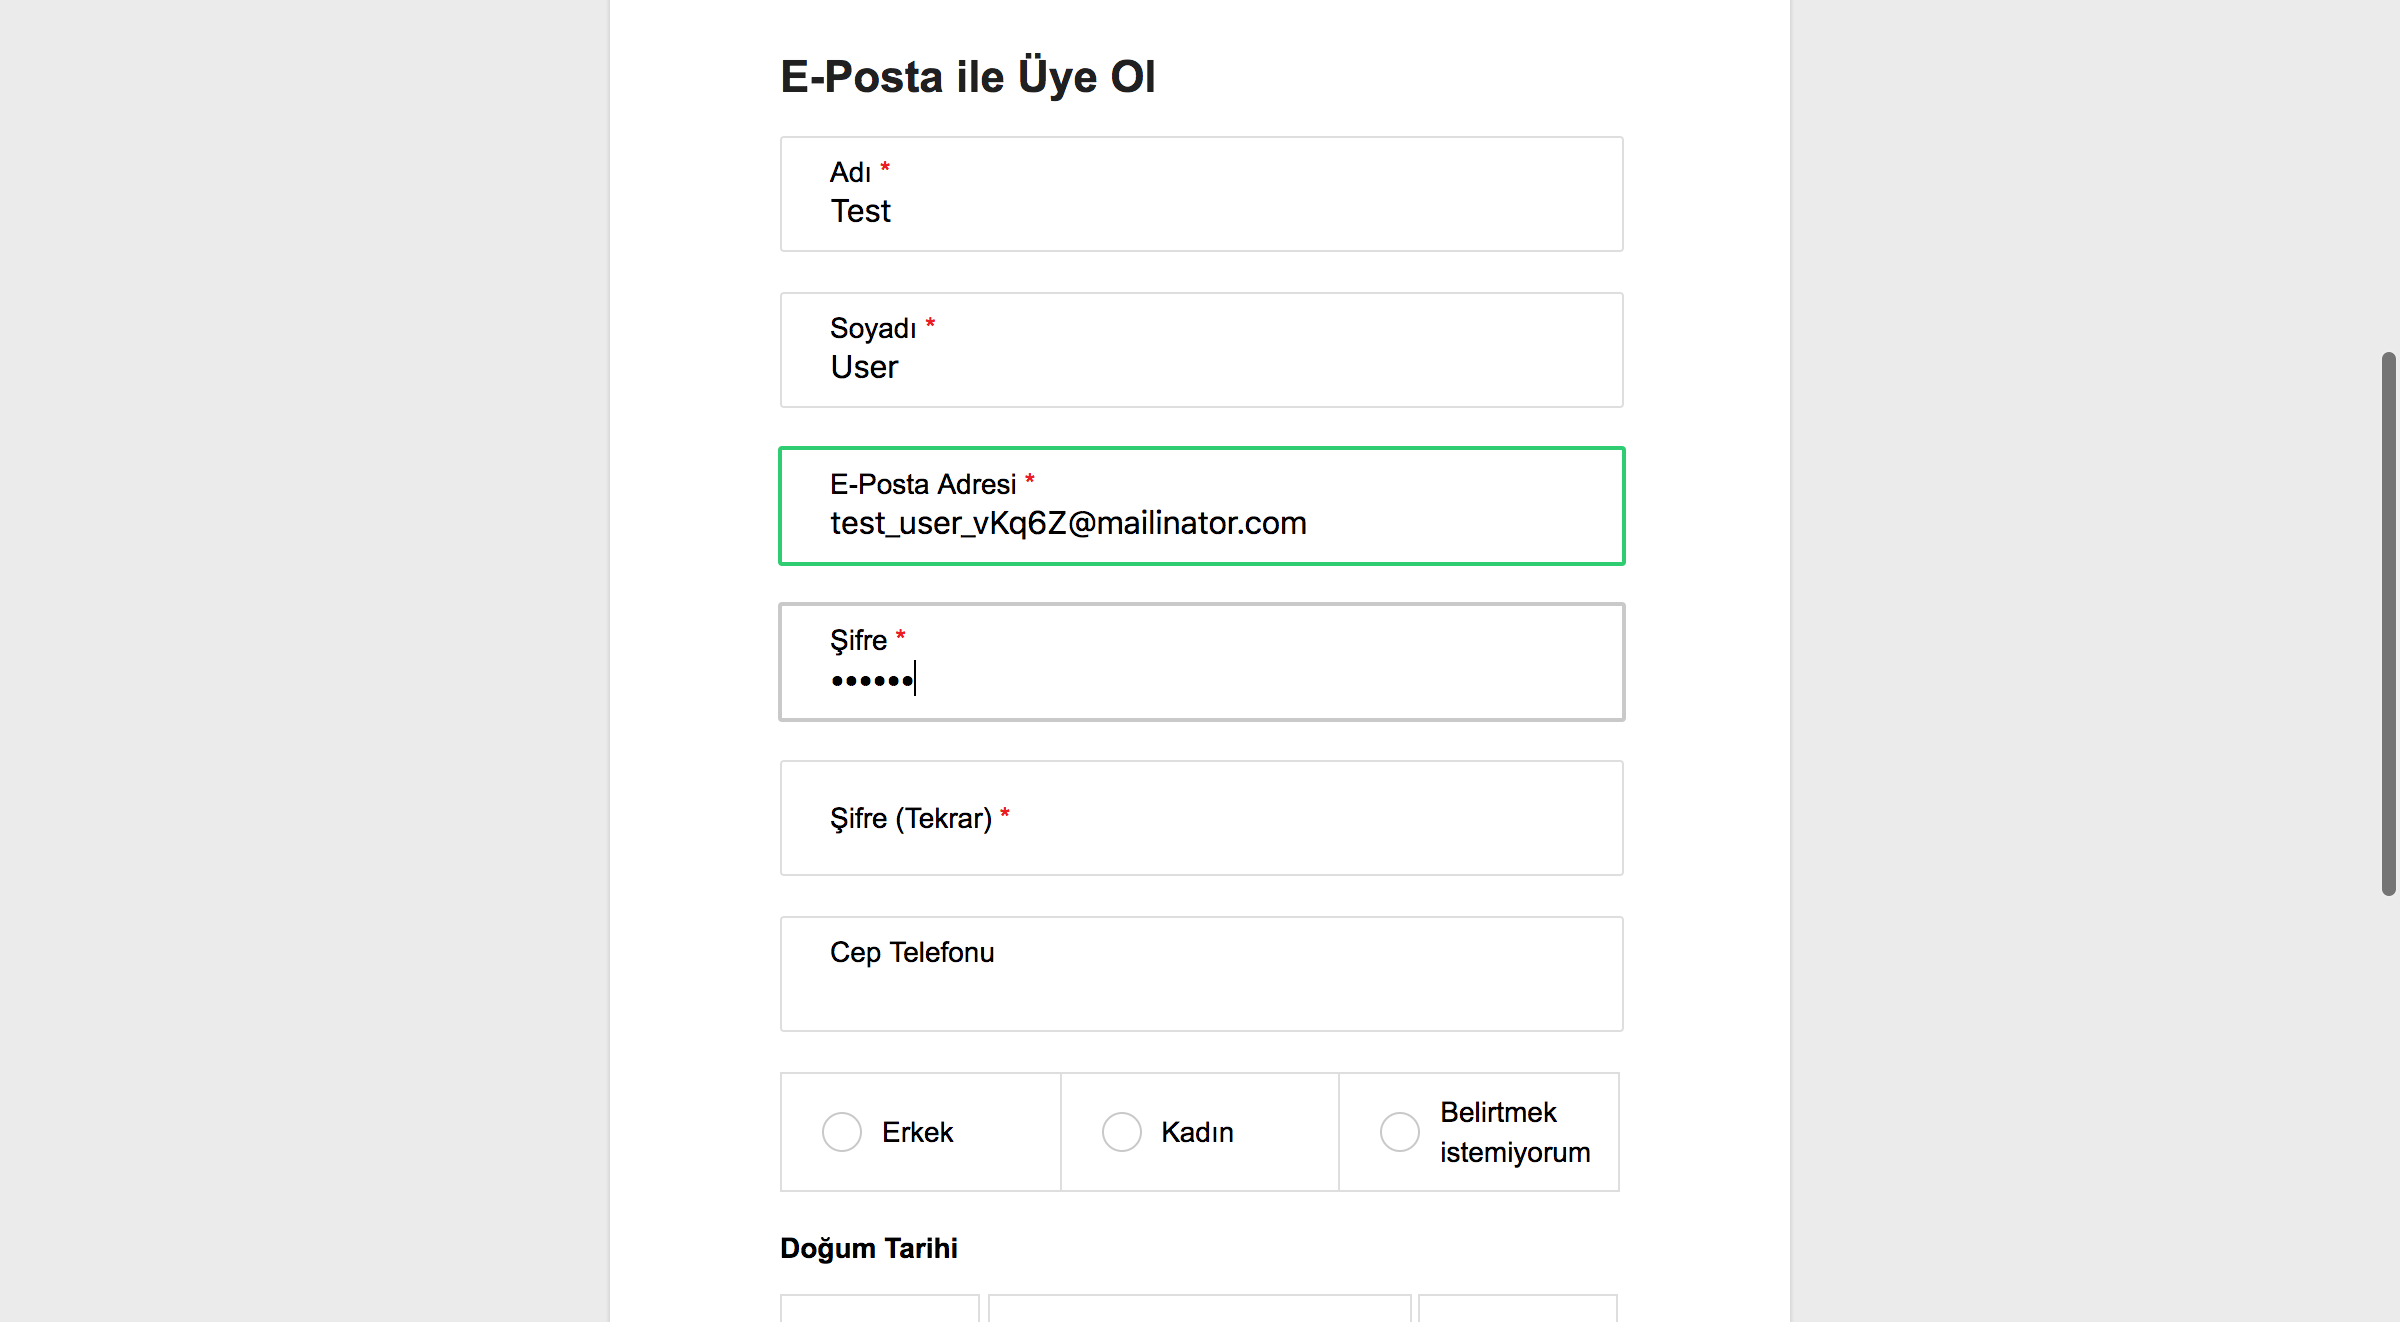 E-Posta ile Üye Ol
Adı *
Test
Soyadı *
User
E-Posta Adresi *
test_user_vKq6Z@mailinator.com
Şifre *
••••••
Şifre (Tekrar) *
Cep Telefonu
Erkek
Kadın
Belirtmek
istemiyorum
Doğum Tarihi